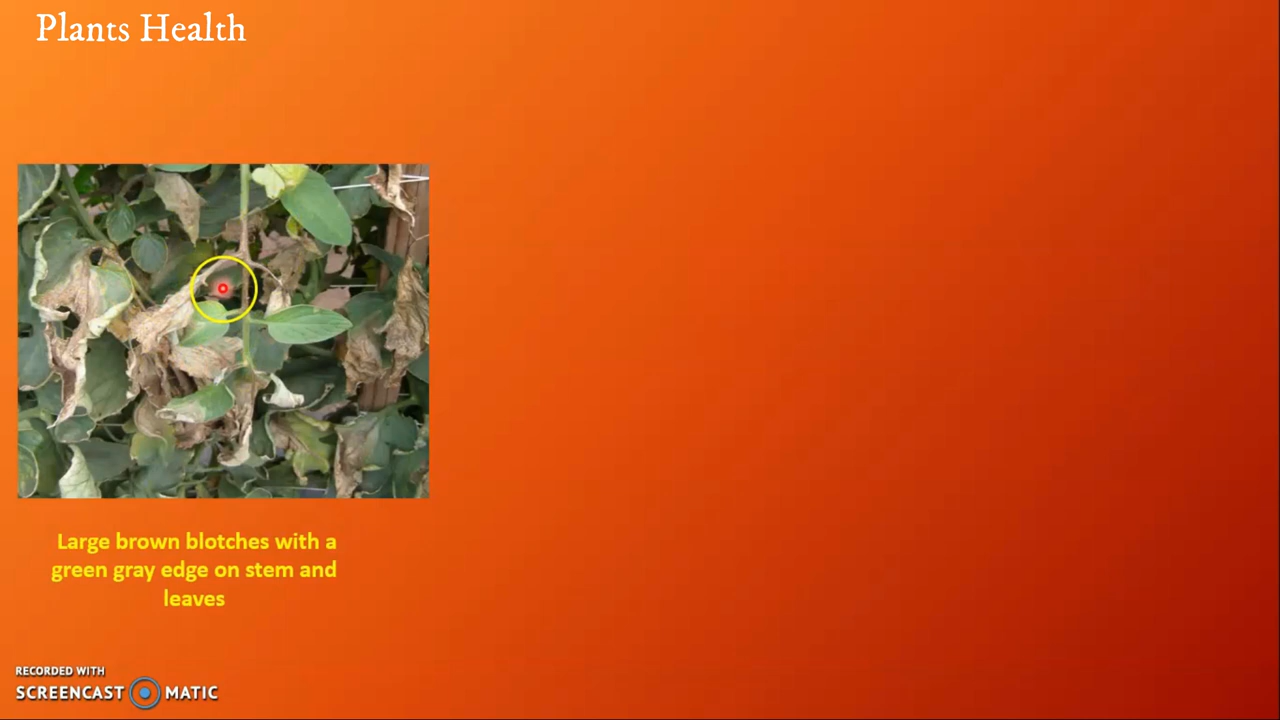 Plants Health
Large brown blotches with a
green gray edge on stem and
leaves
RECORDED WITH
SCREENCAST MATIC